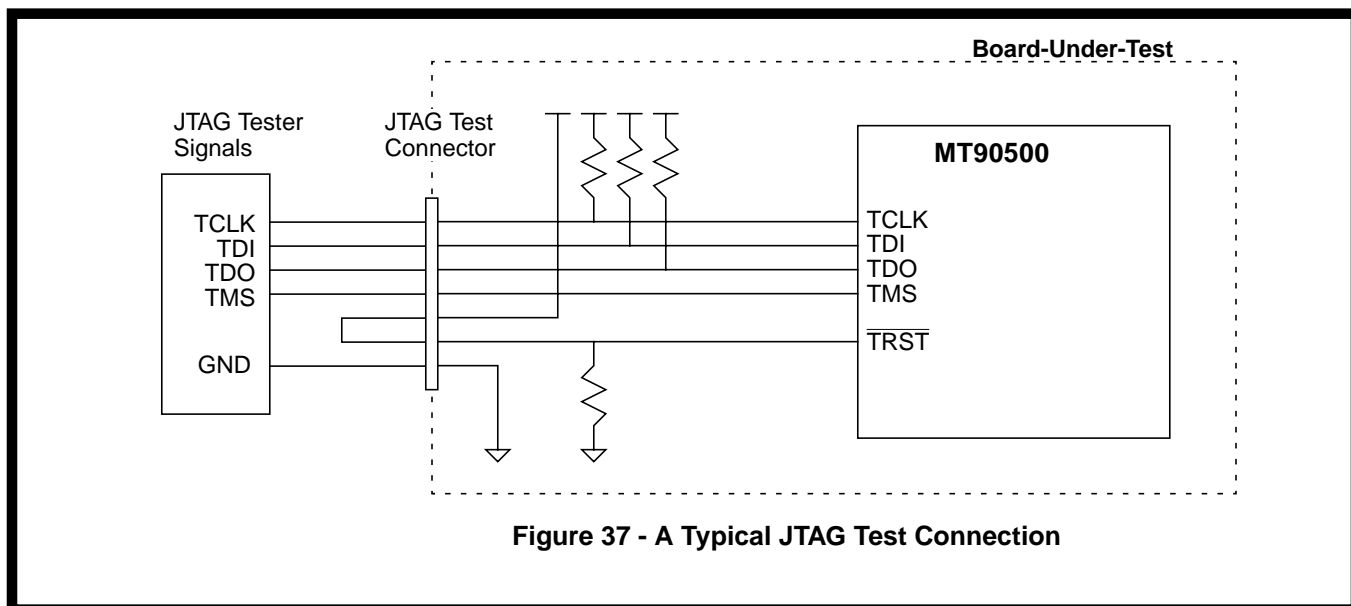 Board-Under-Test
JTAG Tester
Signals
JTAG Test
Connector
MT90500
TCLK
TDI
TDO
TMS
GND
TCLK
TDI
TDO
TMS
TRST
Figure 37 - A Typical JTAG Test Connection